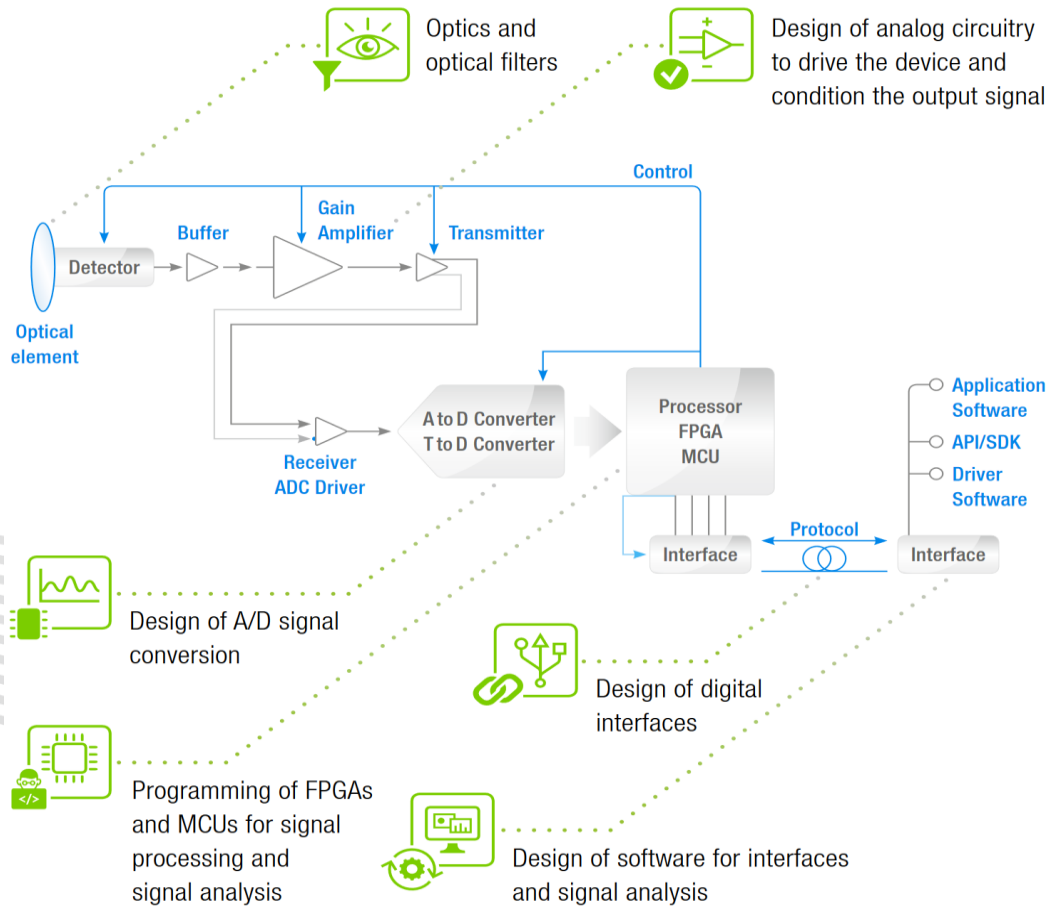 Optics and
optical filters
Design of analog circuitry
to drive the device and
condition the output signal
Control
Gain
Amplifier
Buffer
Transmitter
Detector
Optical
element
A to D Converter
T to D Converter
Processor
FPGA
MCU
Receiver
ADC Driver
Application
Software
API/SDK
Driver
Software
Protocol
Interface
Interface
Design of A/D signal
conversion
Design of digital
interfaces
</>
Programming of FPGAs
and MCUs for signal
processing and
signal analysis
Design of software for interfaces
and signal analysis